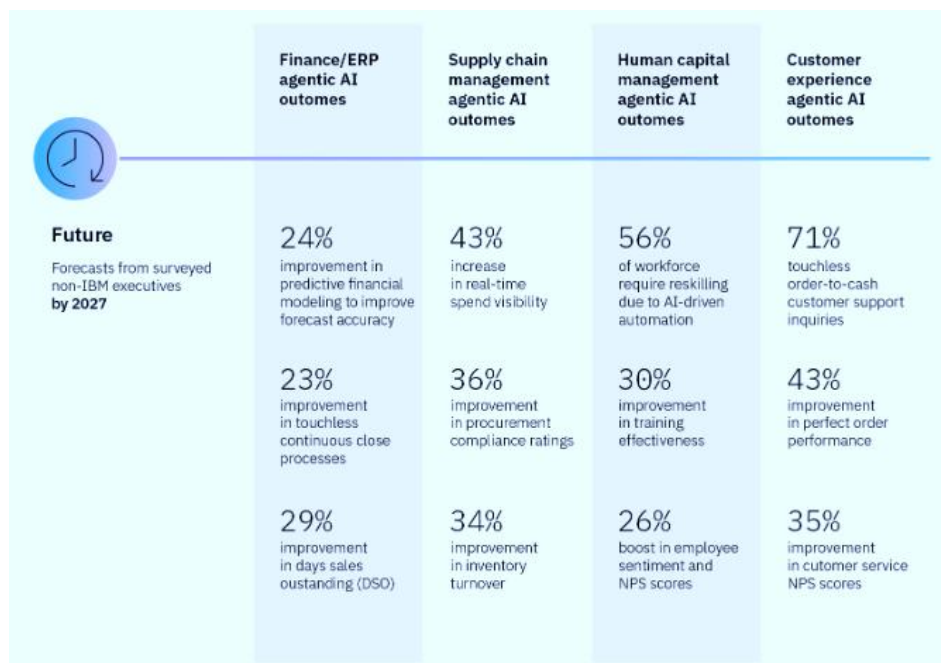 Finance/ERP
agentic AI
outomes
Supply chain
management
agentic AI
outomes
Human capital
management
agentic AI
outomes
Customer
experience
agentic AI
outomes
Future
Forecasts from surveyed
non-IBM executives
by 2027
24%
improvement in
predictive financial
modeling to improve
forecast accuracy
43%
increase
in real-time
spend visibility
56%
of workforce
require reskilling
due to AI-driven
automation
71%
touchless
order-to-cash
customer support
inquiries
23%
improvement
in touchless
continuous close
processes
36%
improvement
in procurement
compliance ratings
30%
improvement
in training
effectiveness
43%
improvement
in perfect order
performance
29%
improvement
in days sales
oustanding (DSO)
34%
improvement
in inventory
turnover
26%
boost in employee
sentiment and
NPS scores
35%
improvement
in cutomer service
NPS scores